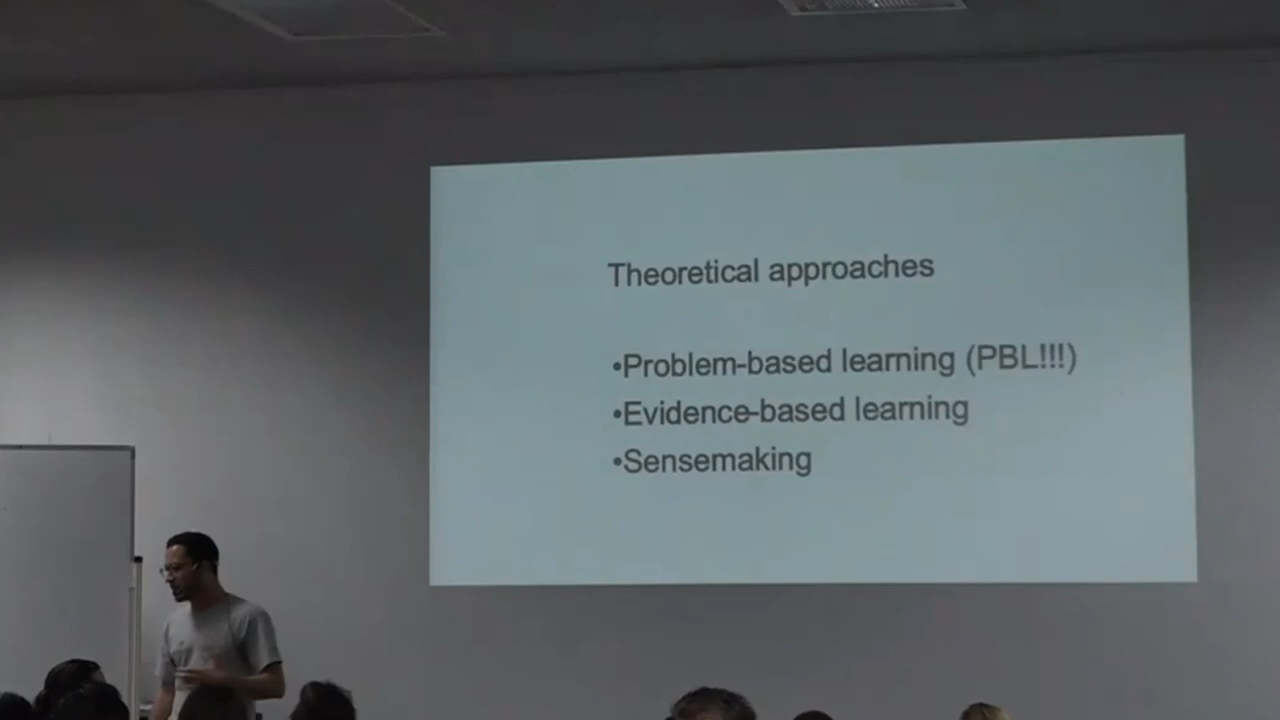 Theoretical approaches
•Problem-based learning (PBL!!!)
•Evidence-based learning
•Sensemaking